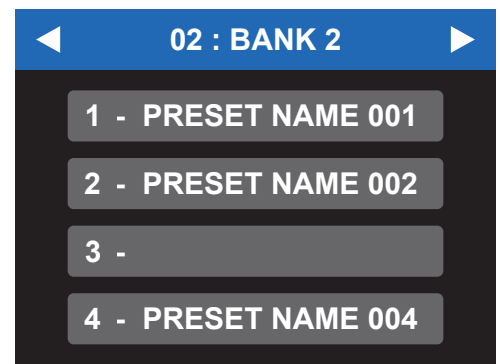 02 : BANK 2
1 - PRESET NAME 001
2 - PRESET NAME 002
3 -
4 - PRESET NAME 004